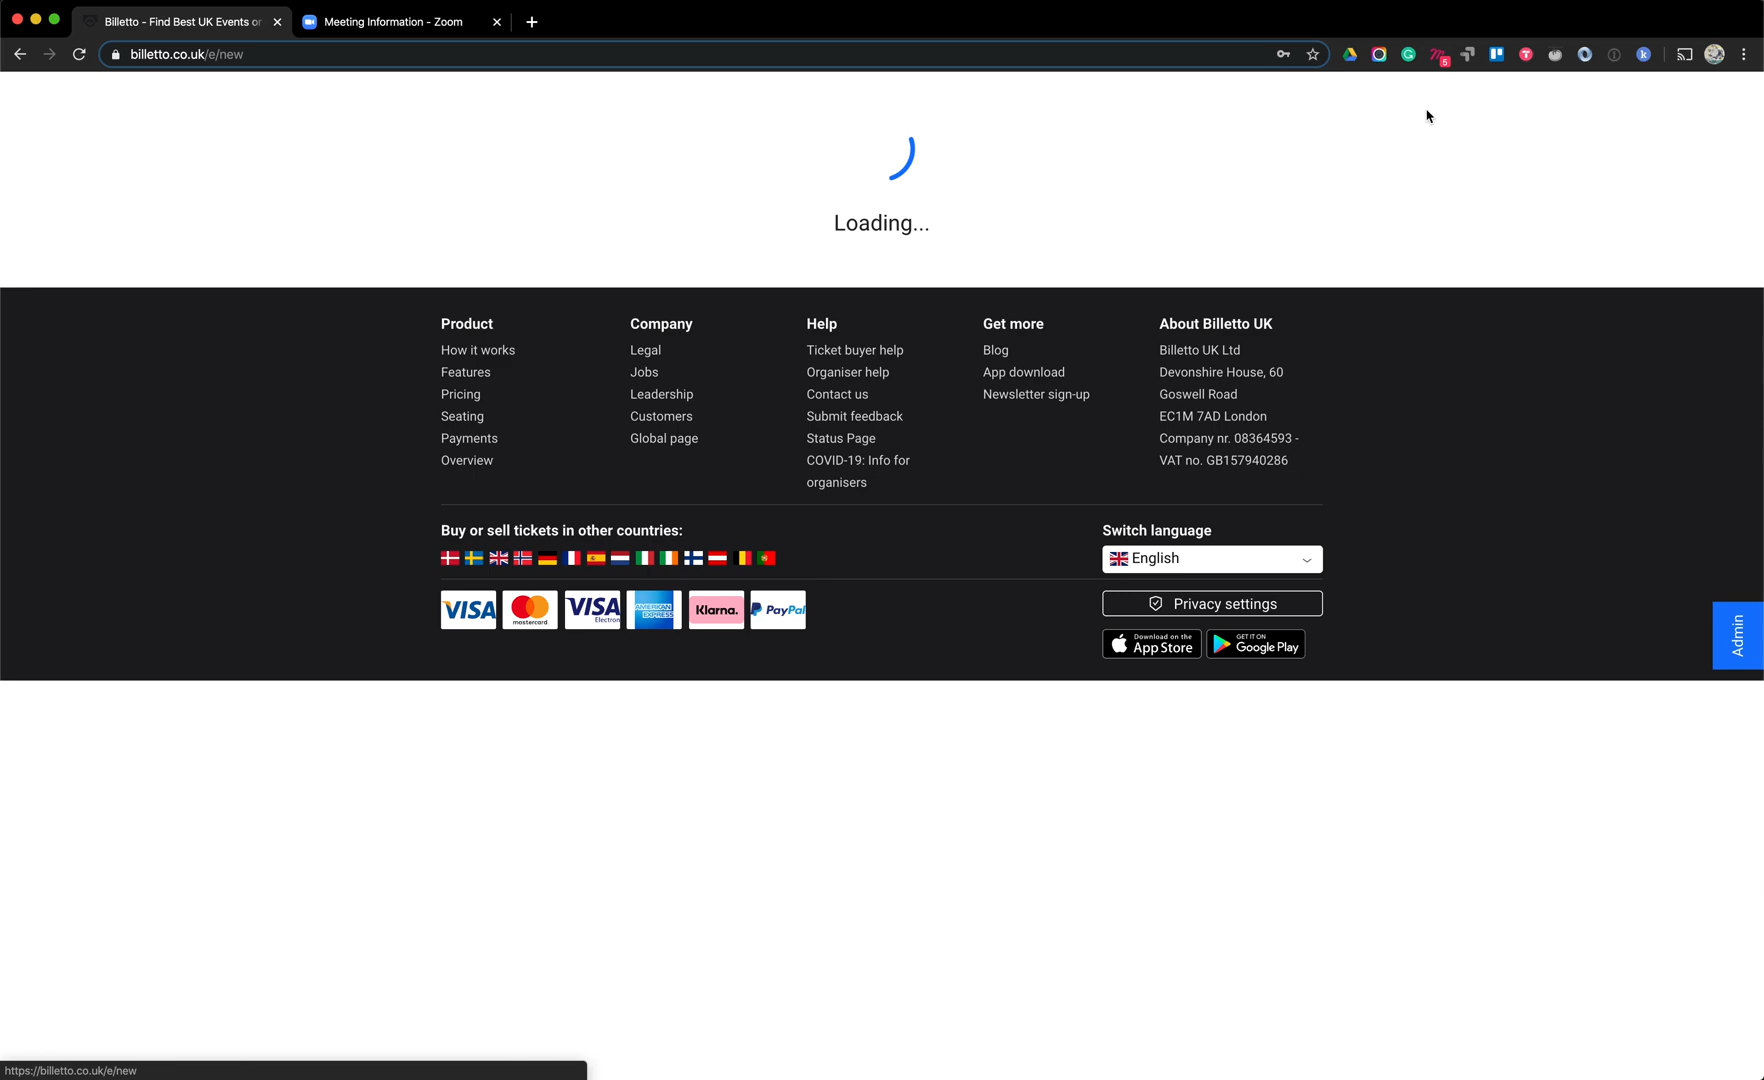 Billetto - Find Best UK Events or
Meeting Information - Zoom
billetto.co.uk/e/new
5
Loading...
Product
How it works
Features
Pricing
Seating
Payments
Overview
Company
Legal
Jobs
Leadership
Customers
Global page
Help
Ticket buyer help
Organiser help
Contact us
Submit feedback
Status Page
COVID-19: Info for
organisers
Get more
Blog
App download
Newsletter sign-up
About Billetto UK
Billetto UK Ltd
Devonshire House, 60
Goswell Road
EC1M 7AD London
Company nr. 08364593 -
VAT no. GB157940286
Buy or sell tickets in other countries:
Switch language
English
VISA
mastercard
VISA
Electron
AMERICAN
EXPRESS
Klarna.
PayPal
Privacy settings
Download on the
App Store
GET IT ON
Google Play
Admin
https://billetto.co.uk/e/new